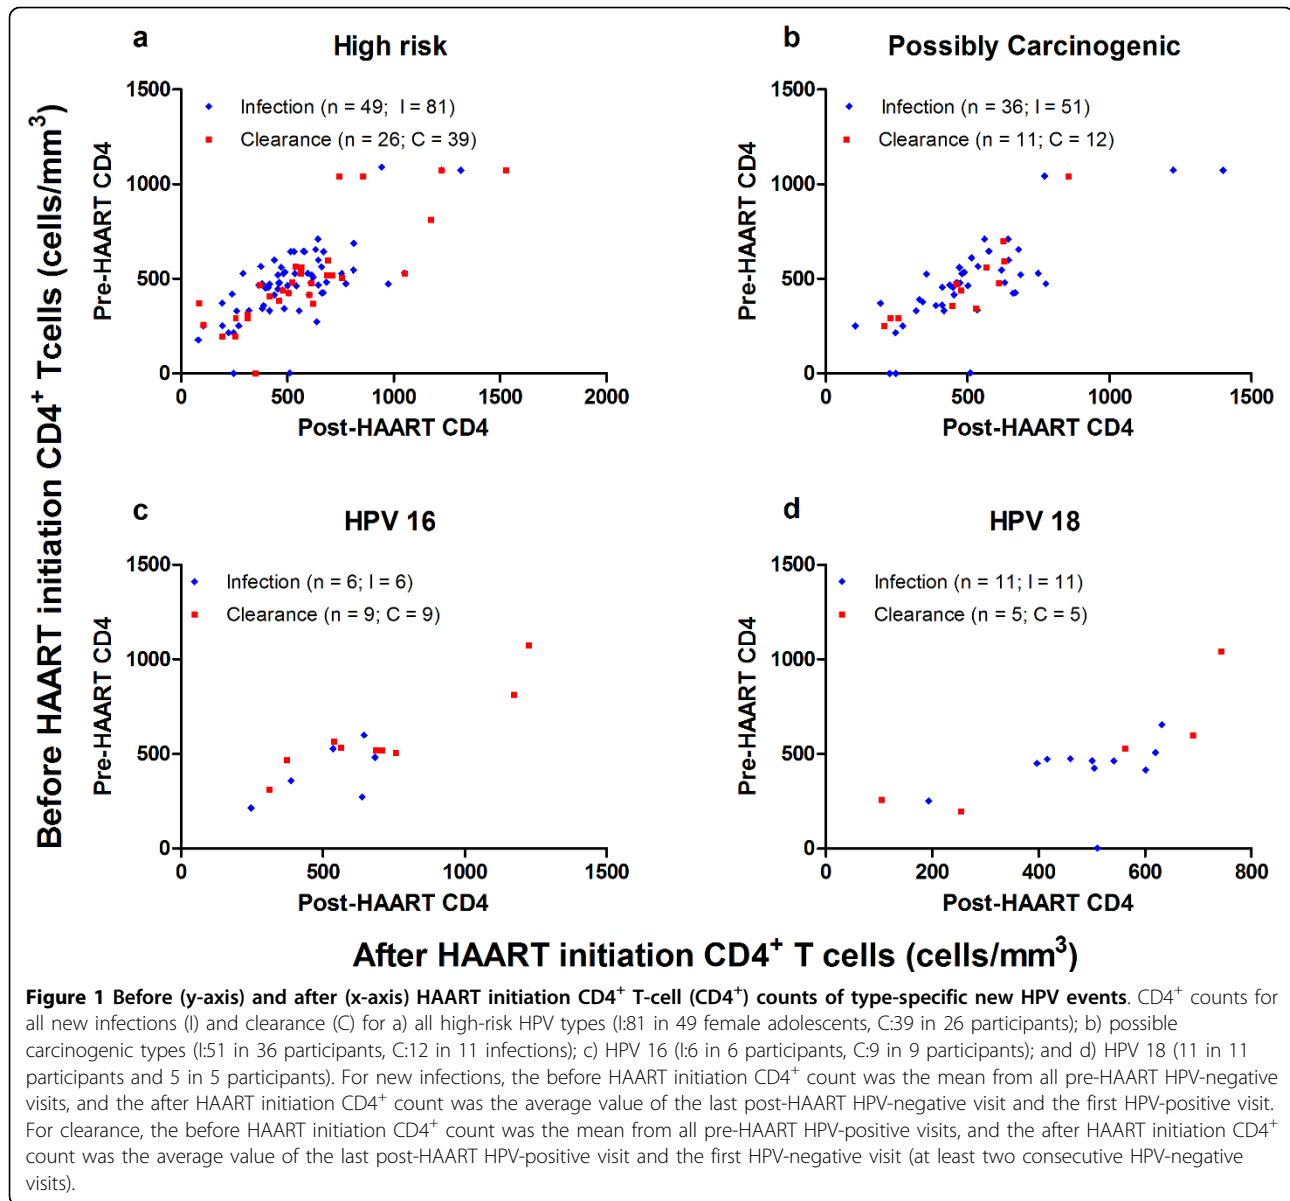 Before HAART initiation CD4+ Tcells (cells/mm3)
a
High risk
Pre-HAART CD4
1500
1000
500
0
Infection (n = 49; I = 81)
Clearance (n = 26; C = 39)
0 500 1000 1500 2000
Post-HAART CD4
b
Possibly Carcinogenic
Pre-HAART CD4
1500
1000
500
0
Infection (n = 36; I = 51)
Clearance (n = 11; C = 12)
0 500 1000 1500
Post-HAART CD4
c
HPV 16
Pre-HAART CD4
1500
1000
500
0
Infection (n = 6; I = 6)
Clearance (n = 9; C = 9)
0 500 1000 1500
Post-HAART CD4
d
HPV 18
Pre-HAART CD4
1500
1000
500
0
Infection (n = 11; I = 11)
Clearance (n = 5; C = 5)
0 200 400 600 800
Post-HAART CD4
After HAART initiation CD4+ T cells (cells/mm3)
Figure 1 Before (y-axis) and after (x-axis) HAART initiation CD4+ T-cell (CD4+) counts of type-specific new HPV events. CD4+ counts for
all new infections (I) and clearance (C) for a) all high-risk HPV types (I:81 in 49 female adolescents, C:39 in 26 participants); b) possible
carcinogenic types (I:51 in 36 participants, C:12 in 11 infections); c) HPV 16 (I:6 in 6 participants, C:9 in 9 participants); and d) HPV 18 (11 in 11
participants and 5 in 5 participants). For new infections, the before HAART initiation CD4+ count was the mean from all pre-HAART HPV-negative
visits, and the after HAART initiation CD4+ count was the average value of the last post-HAART HPV-negative visit and the first HPV-positive visit.
For clearance, the before HAART initiation CD4+ count was the mean from all pre-HAART HPV-positive visits, and the after HAART initiation CD4+
count was the average value of the last post-HAART HPV-positive visit and the first HPV-negative visit (at least two consecutive HPV-negative
visits).